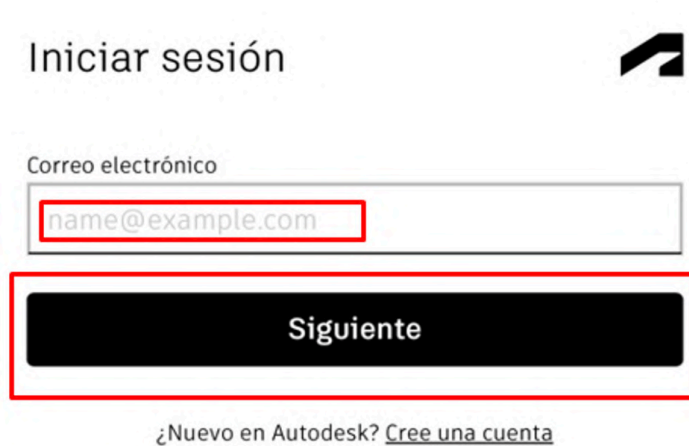 Iniciar sesión
Correo electrónico
name@example.com
Siguiente
¿Nuevo en Autodesk? Cree una cuenta